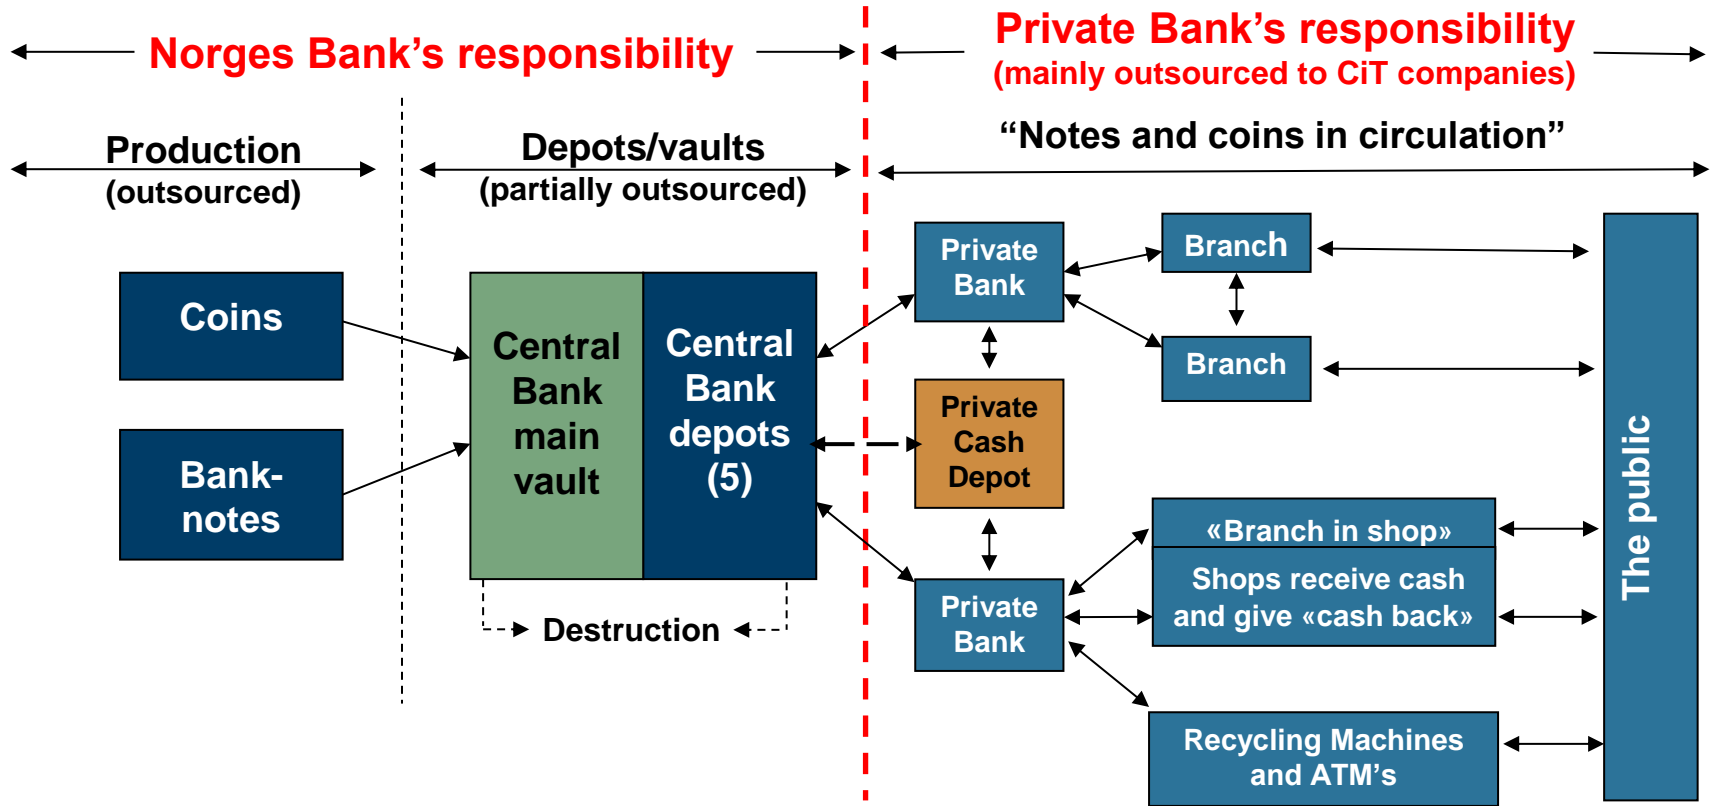 Norges Bank’s responsibility
Private Bank’s responsibility
(mainly outsourced to CiT companies)
Production
(outsourced)
Depots/vaults
(partially outsourced)
“Notes and coins in circulation”
Coins
Bank-
notes
Central
Bank
main
vault
Central
Bank
depots
(5)
Destruction
Private
Bank
Private
Cash
Depot
Private
Bank
Branch
Branch
«Branch in shop»
Shops receive cash
and give «cash back»
Recycling Machines
and ATM’s
The public